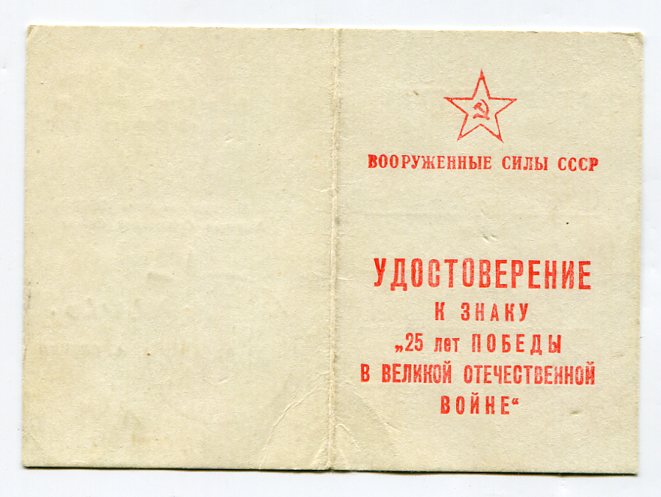 ВООРУЖЕННЫЕ СИЛЫ СССР
УДОСТОВЕРЕНИЕ
К ЗНАКУ
„25 лет ПОБЕДЫ
В ВЕЛИКОЙ ОТЕЧЕСТВЕННОЙ
ВОЙНЕ“